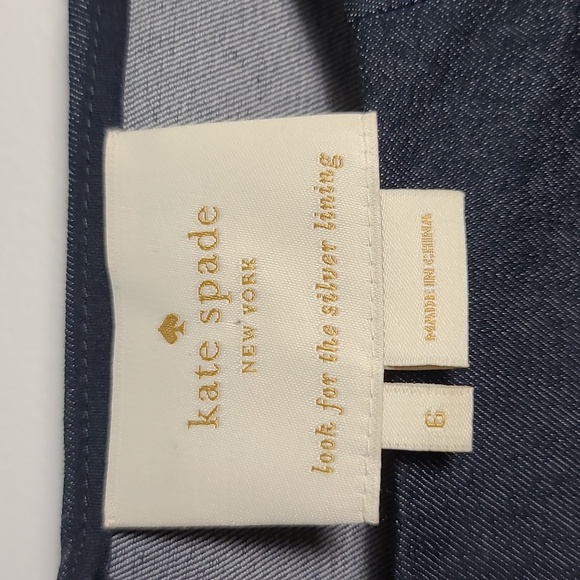 kate spade
NEW YORK
look for the silver lining
MADE IN CHINA
6